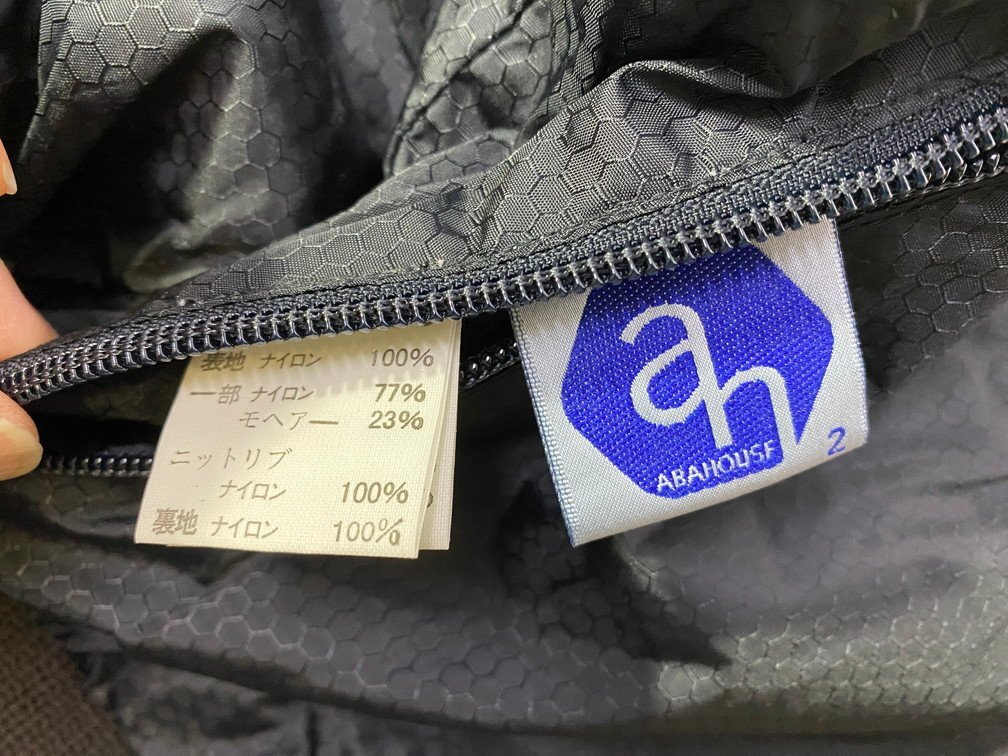 表地 ナイロン 100%
一部 ナイロン 77%
モヘアー 23%
ニットリブ
ナイロン 100%
裏地 ナイロン 100%
ah
ABAHOUSE
2